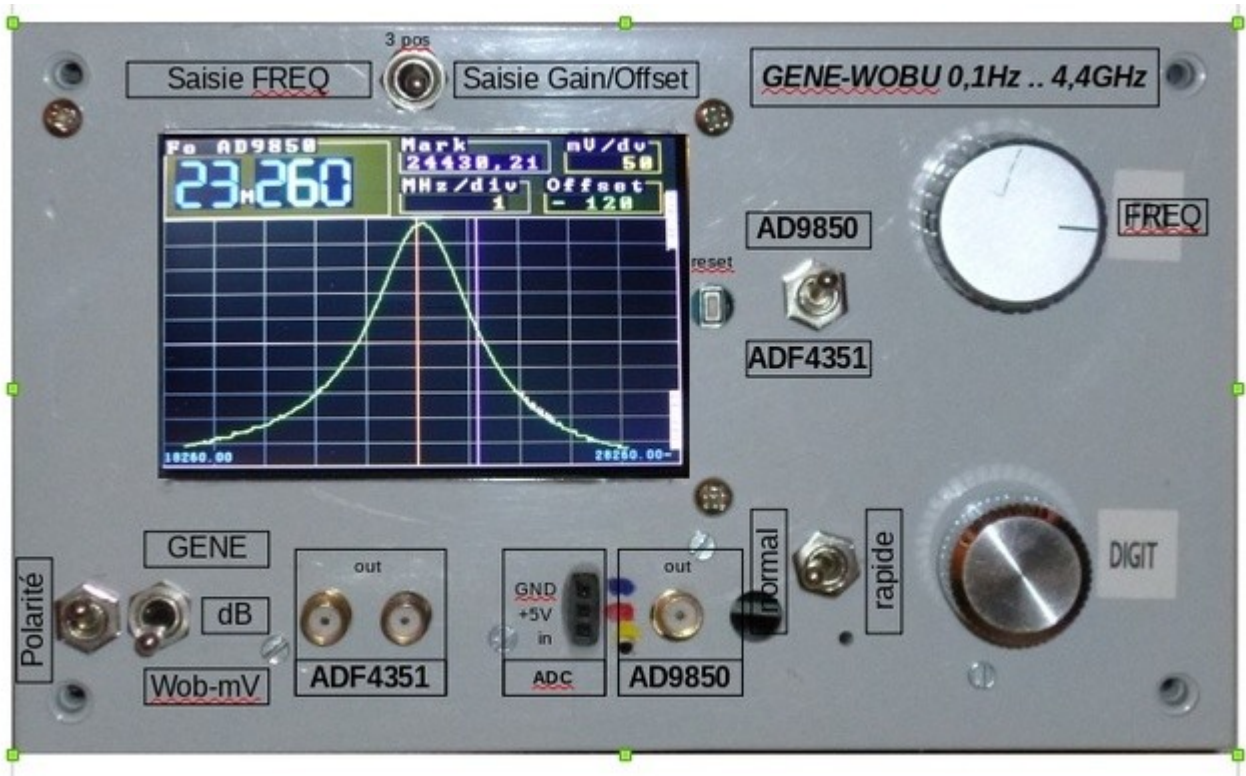 3 pos
Saisie FREQ
Saisie Gain/Offset
GENE-WOBU 0,1Hz .. 4,4GHz
Fo AD9850
23M260
Mark
24430,21
mV/dv
50
MHz/div
1
Offset
- 120
18260.00
28260.00
reset
AD9850
ADF4351
FREQ
Polarité
GENE
dB
Wob-mV
out
ADF4351
GND
+5V
in
ADC
out
AD9850
normal
rapide
DIGIT